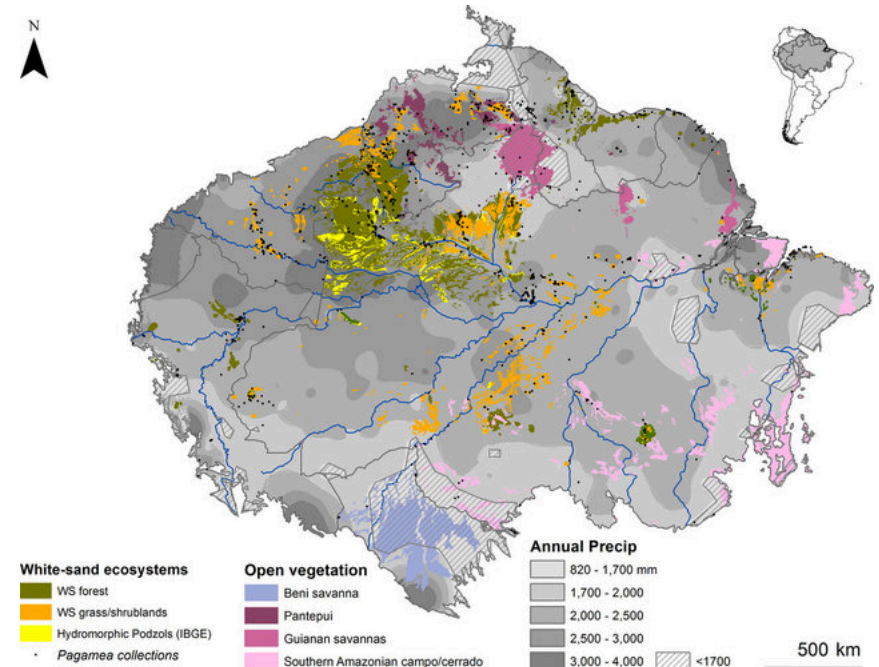 N
White-sand ecosystems
WS forest
WS grass/shrublands
Hydromorphic Podzols (IBGE)
Pagamea collections
Open vegetation
Beni savanna
Pantepui
Guianan savannas
Southern Amazonian campo/cerrado
Annual Precip
820 - 1,700 mm
1,700 - 2,000
2,000 - 2,500
2,500 - 3,000
3,000 - 4,000
<1700
500 km